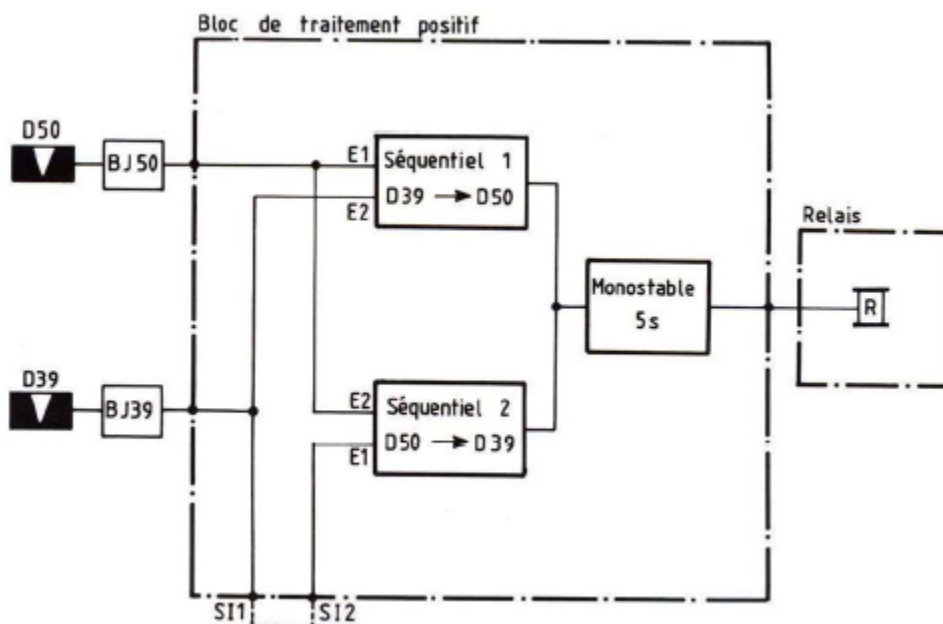 Bloc de traitement positif
D50
BJ50
E1
E2
Séquentiel 1
D39 → D50
Relais
Monostable
5s
R
D39
BJ39
E2
E1
Séquentiel 2
D50 → D39
SI1
SI2